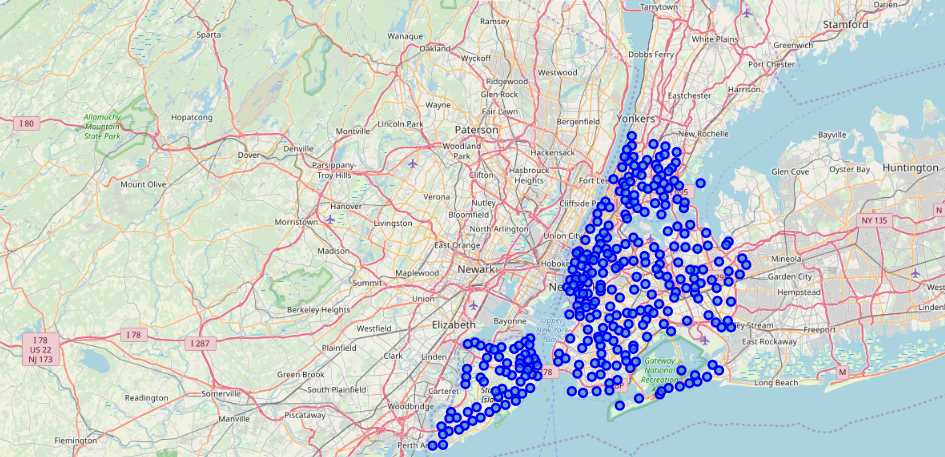 Tarrytown
Darien
Ramsey
Stamford
Sparta
Wanaque
White Plains
Oakland
Greenwich
Wyckoff
Dobbs Ferry
Port Chester
Westwood
Ridgewood
Harrison
Glen Rock
Eastchester
Wayne
Fair Lawn
Hopatcong
Allamuchy
Mountain
State Park
I 80
Lincoln Park
Bergenfield
Yonkers
Montville
Paterson
New Rochelle
Bayville
Denville
Woodland
Park
Hackensack
Dover
Parsippany-
Troy Hills
Hasbrouck
Heights
Glen Cove
Oyster Bay
Huntington
Clifton
Fort Le
Mount Olive
Verona
Nutley
Cliffside P
Hanover
Bloomfield
N
Morristown
Livingston
North Arlington
NY 135
Union Cit
East Orange
Madison
Mineola
Hoboke
Newark
Maplewood
Garden City
Summit
Ne
Hempstead
Union
Berkeley Heights
Bayonne
Elizabeth
Westfield
ey Stream
Freeport
I 78
I 78
US 22
NJ 173
I 287
East Rockaway
Plainfield
Clark
Linden
Gateway
National
Recreation
Green Brook
278
M
Long Beach
South Plainfield
Carteret
Readington
Somerville
Woodbridge
Piscataway
Manville
Flemington
Perth A